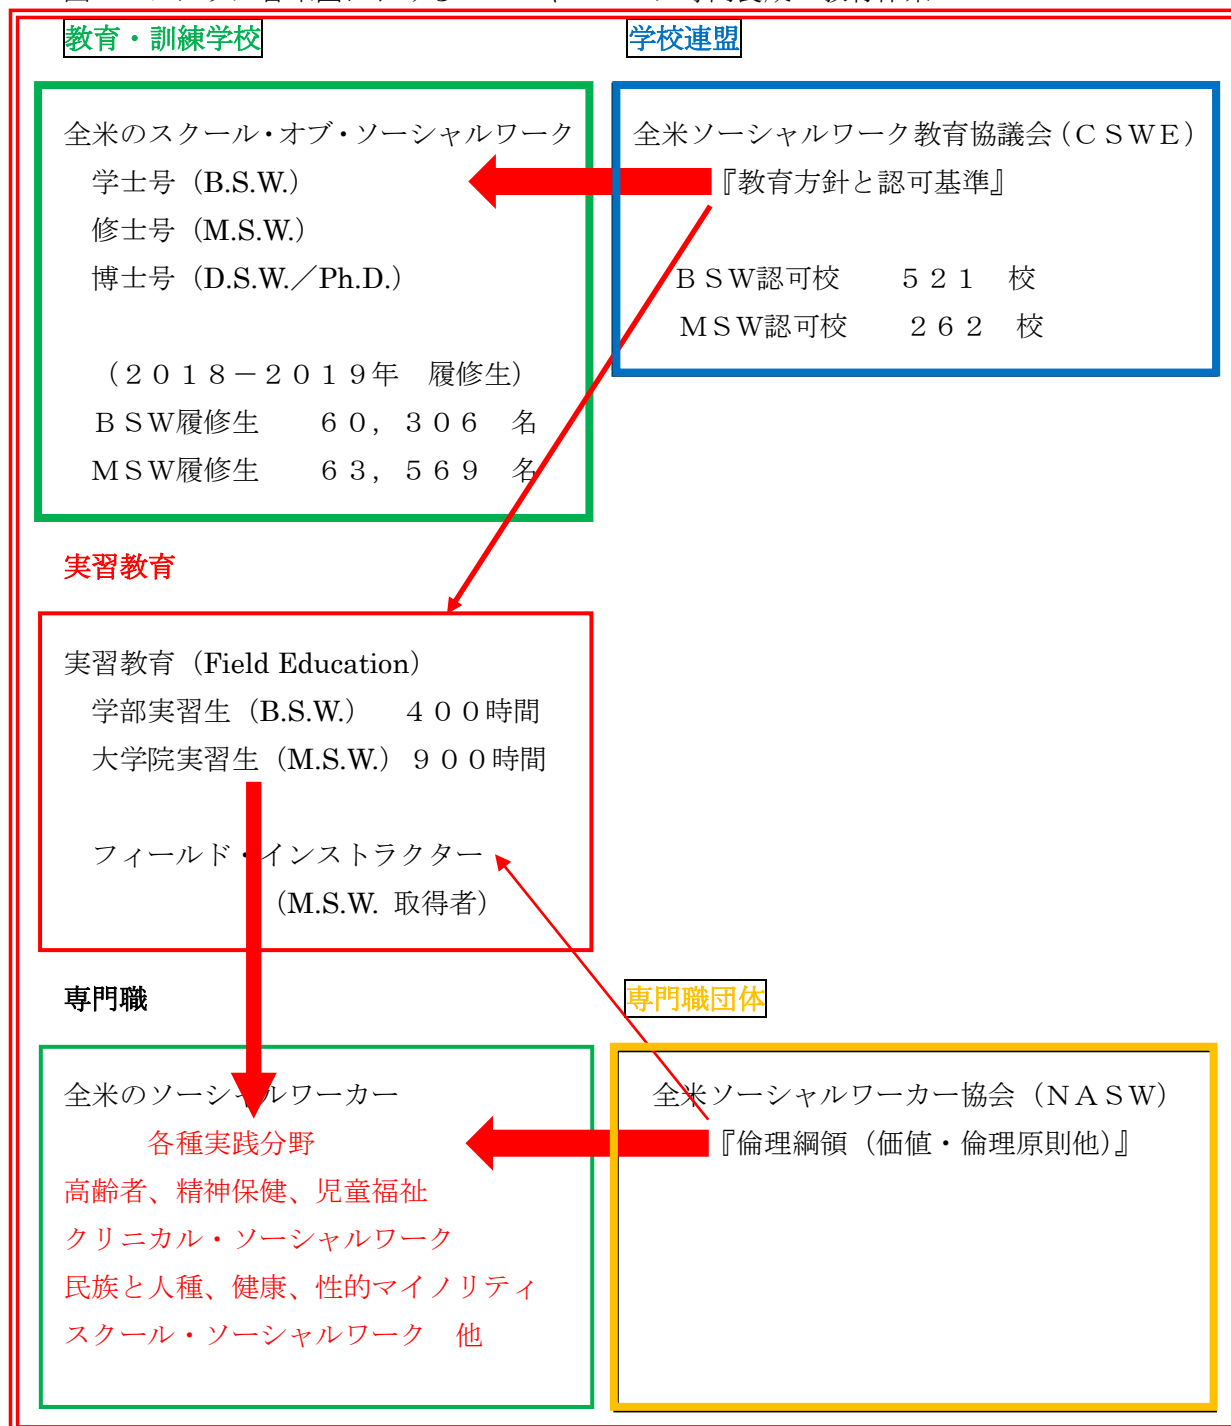 教育・訓練学校
全米のスクール・オブ・ソーシャルワーク
学士号（B.S.W.）
修士号（M.S.W.）
博士号（D.S.W.／Ph.D.）
（２０１８－２０１９年　履修生）
ＢＳＷ履修生　　６０，３０６　名
ＭＳＷ履修生　　６３，５６９　名
学校連盟
全米ソーシャルワーク教育協議会（ＣＳＷＥ）
『教育方針と認可基準』
ＢＳＷ認可校　　５２１　校
ＭＳＷ認可校　　２６２　校
実習教育
実習教育（Field Education）
学部実習生（B.S.W.）　４００時間
大学院実習生（M.S.W.）９００時間
フィールド・インストラクター
（M.S.W. 取得者）
専門職
全米のソーシャルワーカー
各種実践分野
高齢者、精神保健、児童福祉
クリニカル・ソーシャルワーク
民族と人種、健康、性的マイノリティ
スクール・ソーシャルワーク　他
専門職団体
全米ソーシャルワーカー協会（ＮＡＳＷ）
『倫理綱領（価値・倫理原則他）』